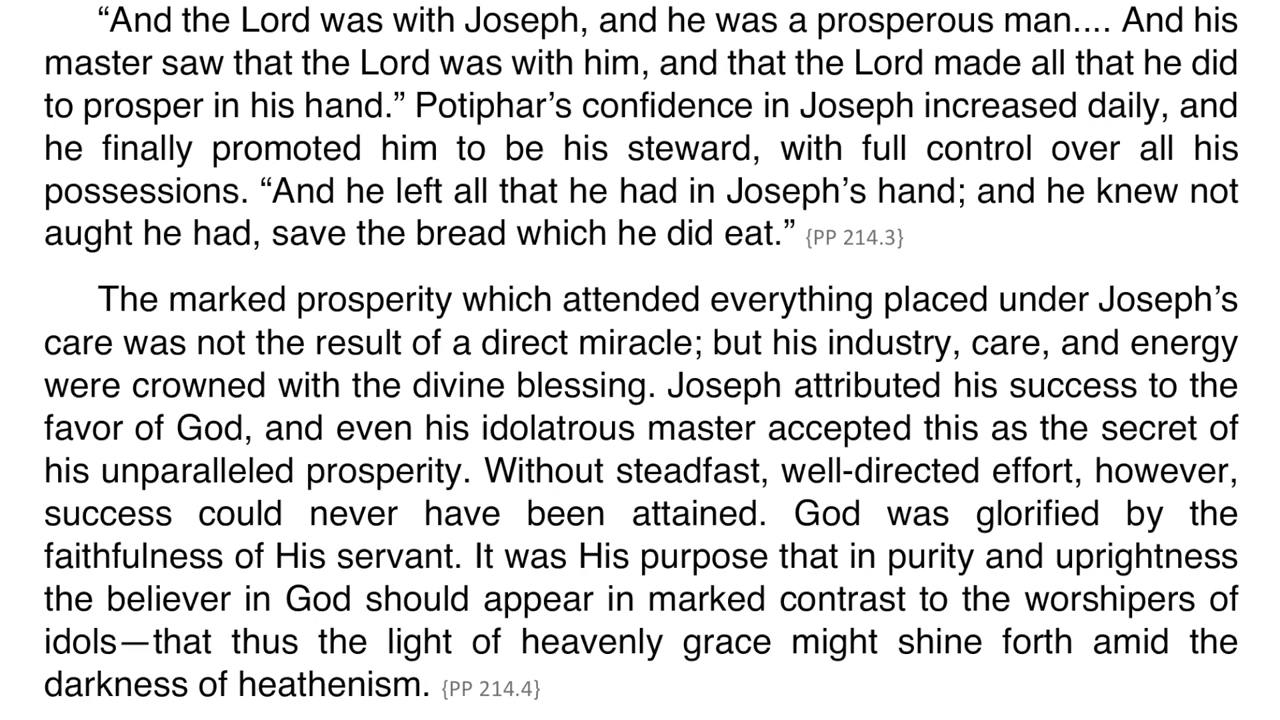 “And the Lord was with Joseph, and he was a prosperous man.... And his
master saw that the Lord was with him, and that the Lord made all that he did
to prosper in his hand.” Potiphar’s confidence in Joseph increased daily, and
he finally promoted him to be his steward, with full control over all his
possessions. “And he left all that he had in Joseph’s hand; and he knew not
aught he had, save the bread which he did eat.” {PP 214.3}
The marked prosperity which attended everything placed under Joseph’s
care was not the result of a direct miracle; but his industry, care, and energy
were crowned with the divine blessing. Joseph attributed his success to the
favor of God, and even his idolatrous master accepted this as the secret of
his unparalleled prosperity. Without steadfast, well-directed effort, however,
success could never have been attained. God was glorified by the
faithfulness of His servant. It was His purpose that in purity and uprightness
the believer in God should appear in marked contrast to the worshipers of
idols—that thus the light of heavenly grace might shine forth amid the
darkness of heathenism. {PP 214.4}